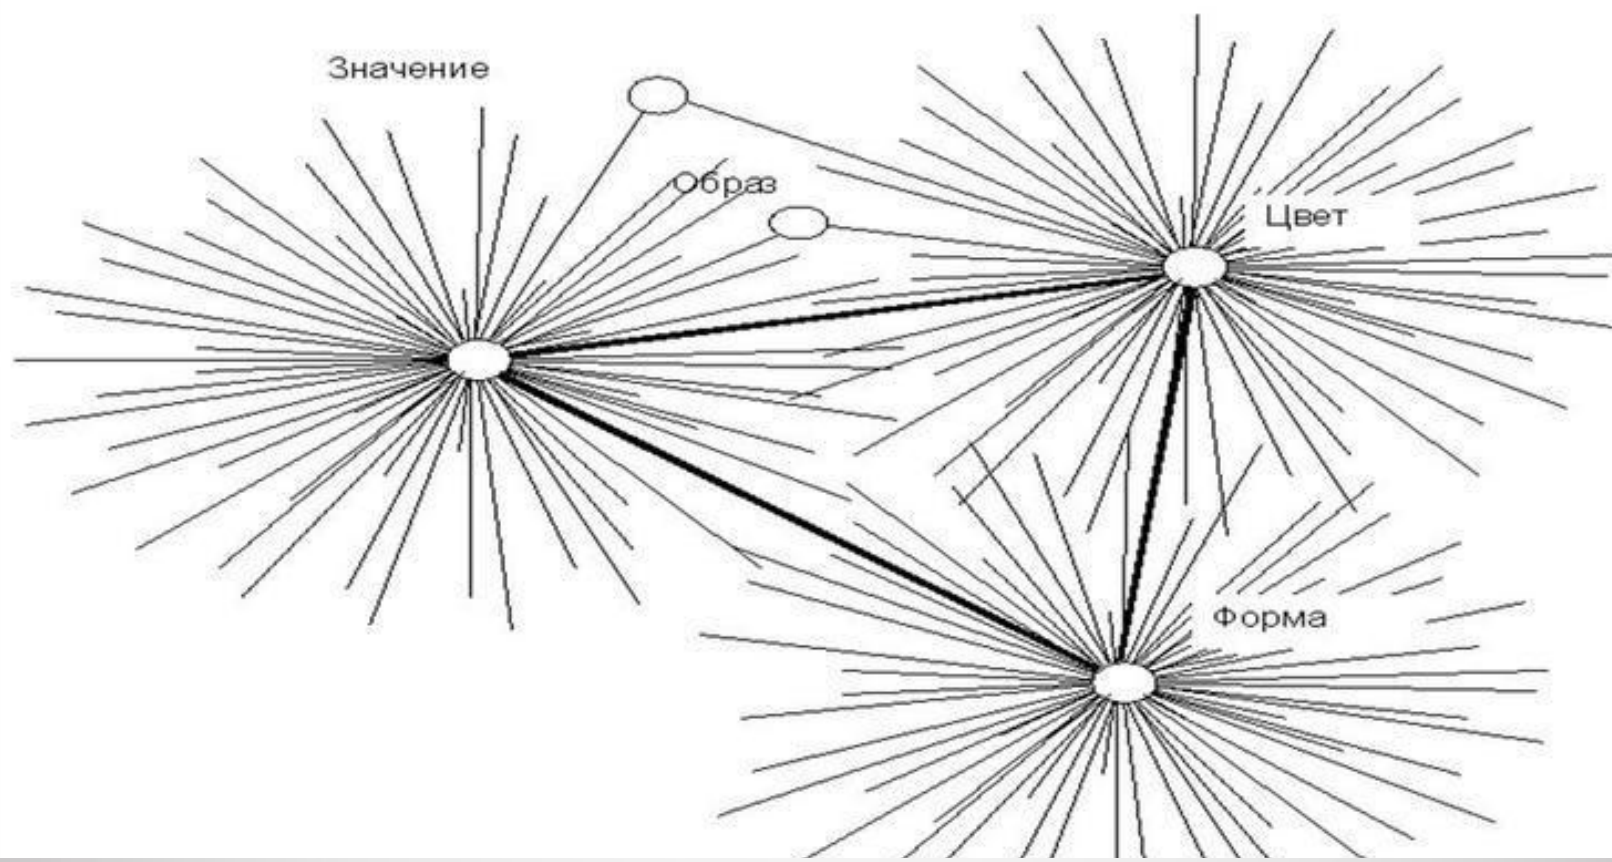 Значение
Образ
Цвет
Форма